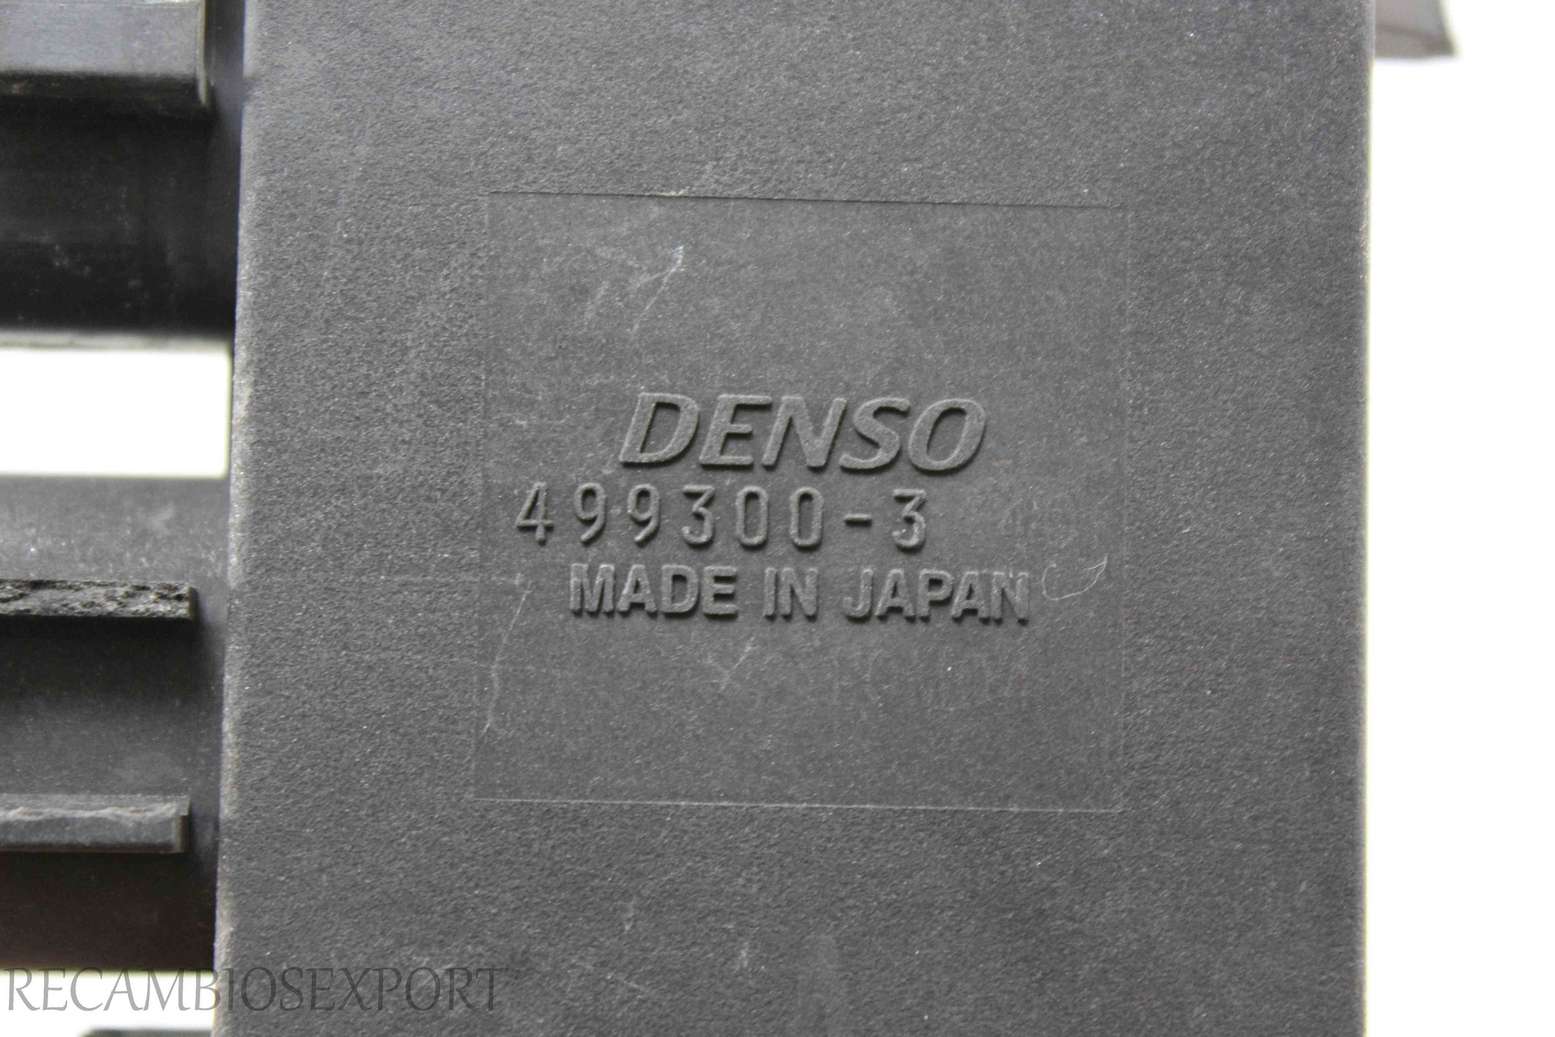 DENSO
499300-3
MADE IN JAPAN
RECAMBIOSEXPORT